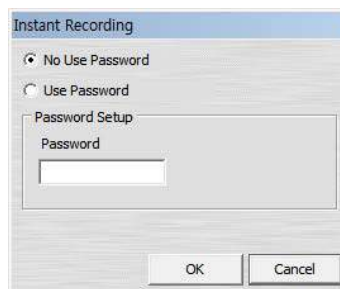 Instant Recording
No Use Password
Use Password
Password Setup
Password
OK Cancel